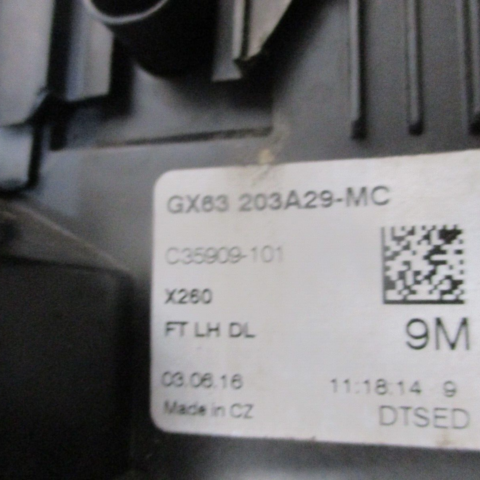 GX63 203A29-MC
C35909-101
X260
FT LH DL 9M
03.06.16 11:18:14 9
Made in CZ DTSED